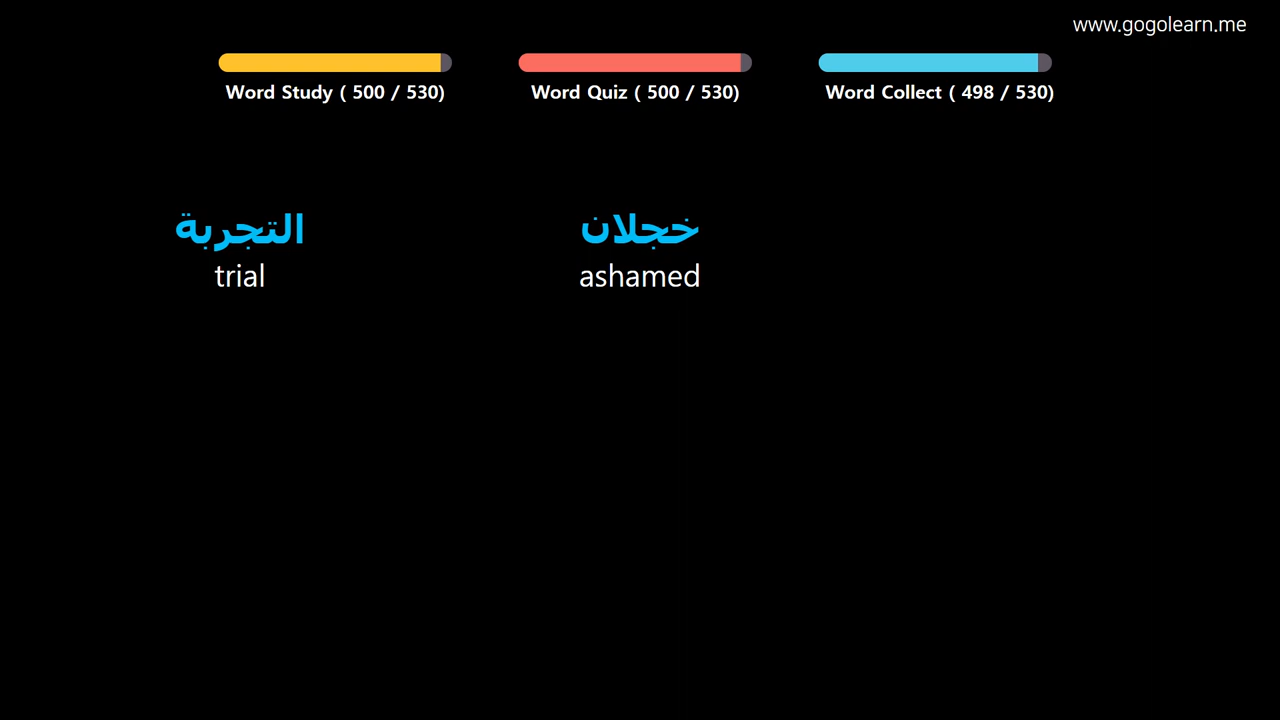 www.gogolearn.me
Word Study ( 500 / 530)
Word Quiz ( 500 / 530)
Word Collect ( 498 / 530)
التجربة
trial
خجلان
ashamed